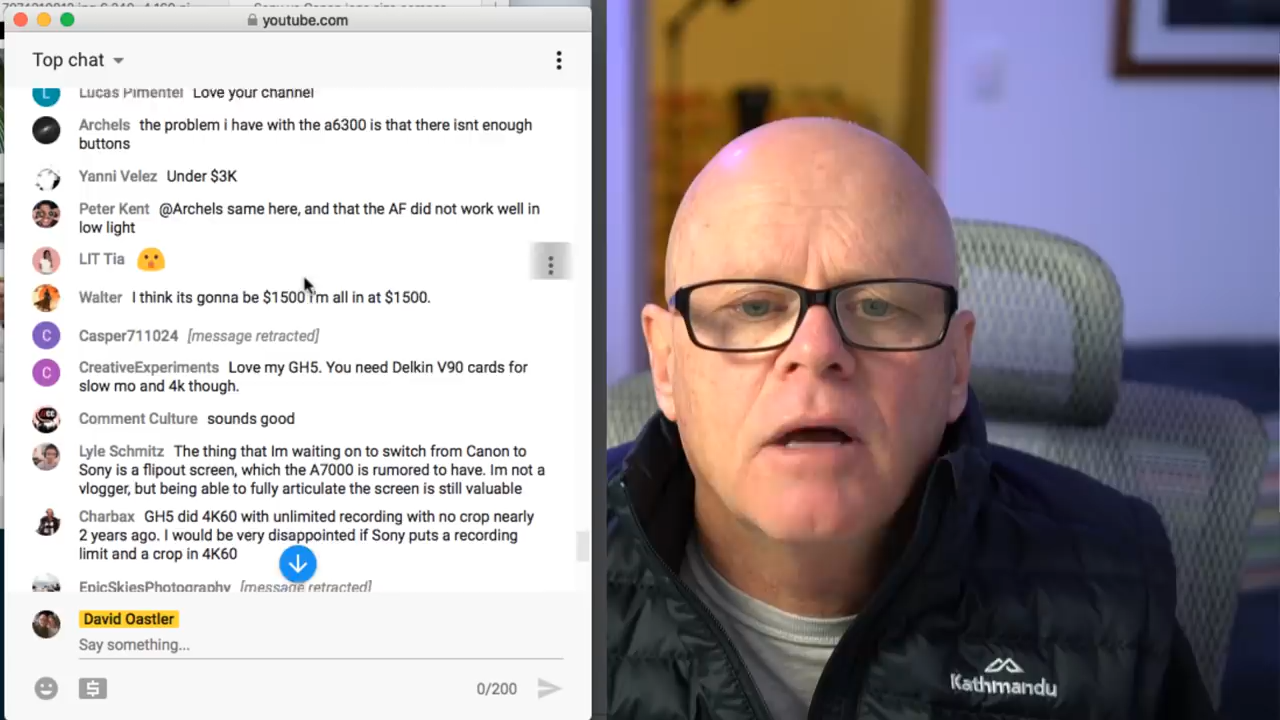 youtube.com
Top chat
Lucas Pimentel Love your channel
Archels the problem i have with the a6300 is that there isnt enough
buttons
Yanni Velez Under $3K
Peter Kent @Archels same here, and that the AF did not work well in
low light
LIT Tia
Walter I think its gonna be $1500 I'm all in at $1500.
C Casper711024 [message retracted]
C CreativeExperiments Love my GH5. You need Delkin V90 cards for
slow mo and 4k though.
Comment Culture sounds good
Lyle Schmitz The thing that Im waiting on to switch from Canon to
Sony is a flipout screen, which the A7000 is rumored to have. Im not a
vlogger, but being able to fully articulate the screen is still valuable
Charbax GH5 did 4K60 with unlimited recording with no crop nearly
2 years ago. I would be very disappointed if Sony puts a recording
limit and a crop in 4K60
EpicSkiesPhotography [message retracted]
David Oastler
Say something...
$ 0/200
Kathmandu